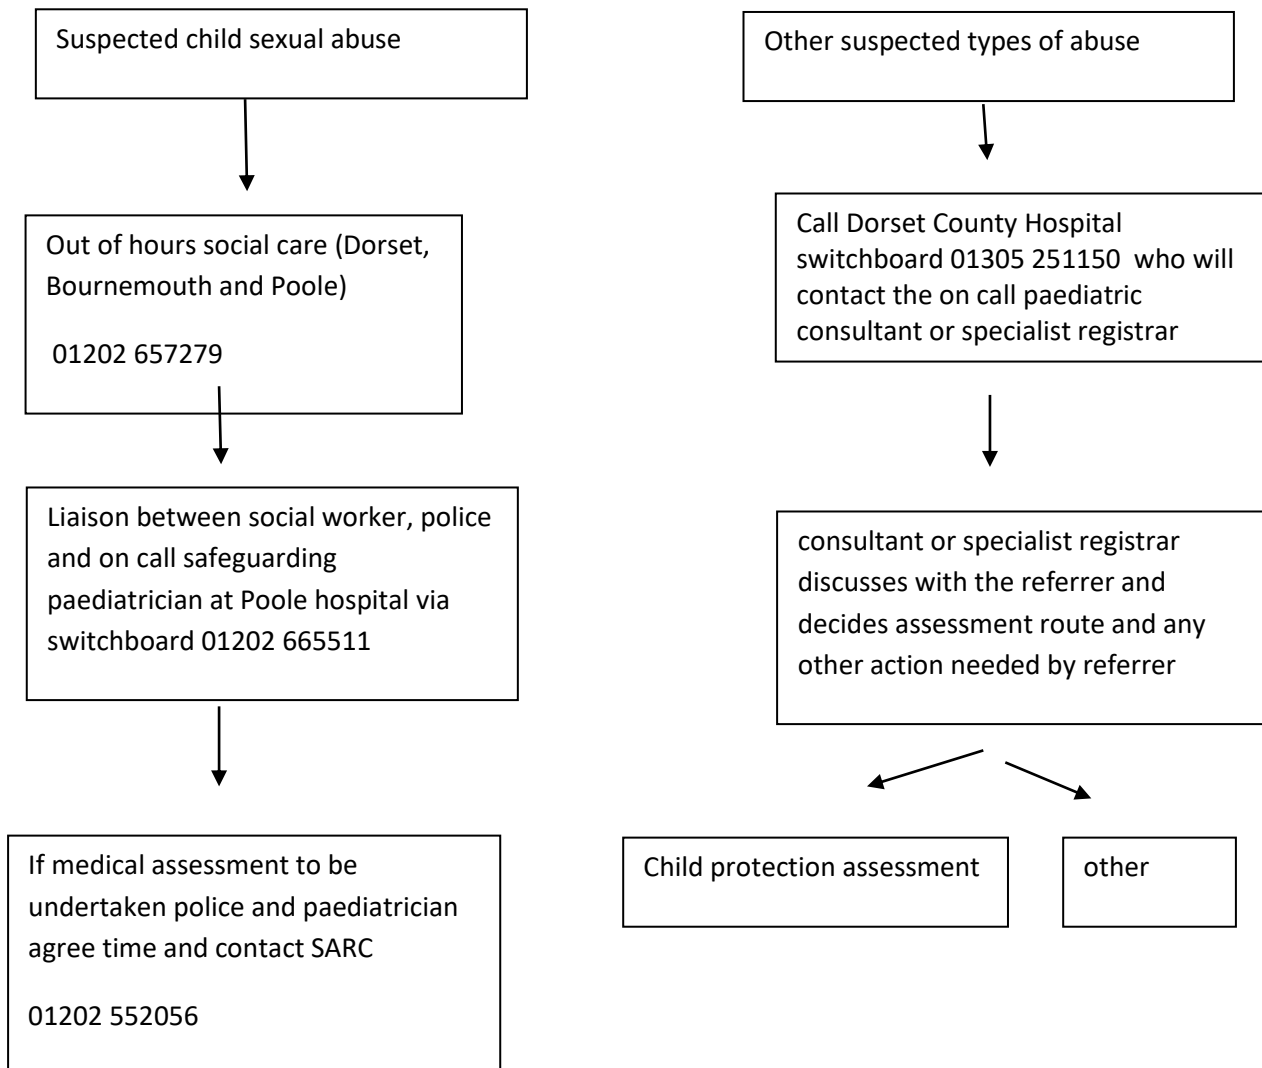 Suspected child sexual abuse
Out of hours social care (Dorset,
Bournemouth and Poole)
01202 657279
Liaison between social worker, police
and on call safeguarding
paediatrician at Poole hospital via
switchboard 01202 665511
If medical assessment to be
undertaken police and paediatrician
agree time and contact SARC
01202 552056
Other suspected types of abuse
Call Dorset County Hospital
switchboard 01305 251150 who will
contact the on call paediatric
consultant or specialist registrar
consultant or specialist registrar
discusses with the referrer and
decides assessment route and any
other action needed by referrer
Child protection assessment
other